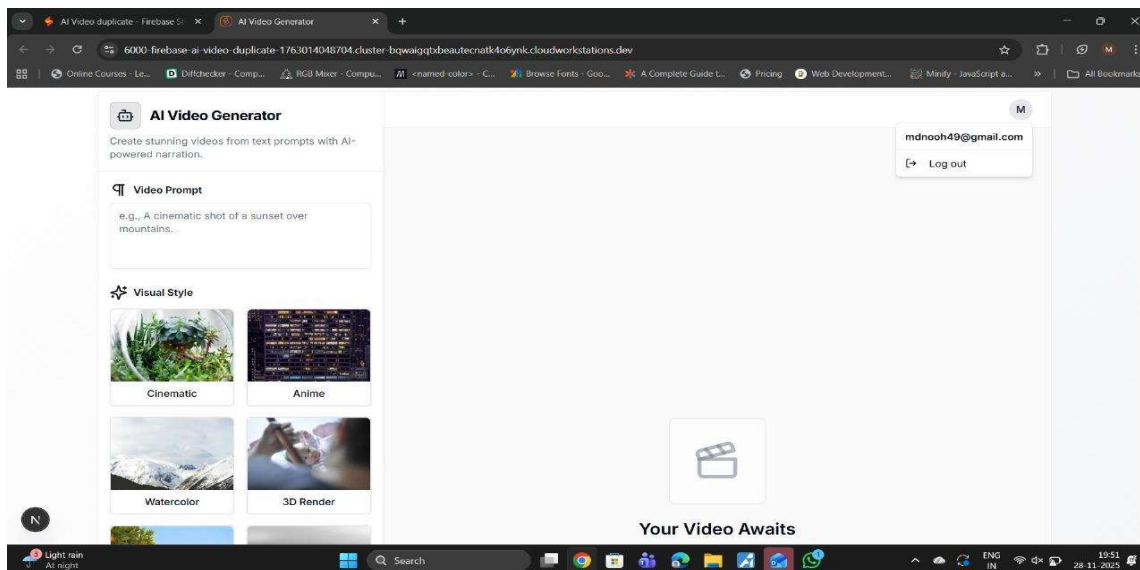 AI Video duplicate - Firebase S
AI Video Generator
6000-firebase-ai-video-duplicate-1763014048704.cluster-bqwaigqtxbeautecnatk4o6ynk.cloudworkstations.dev
M
Online Courses - Le...
Diffchecker - Comp...
RGB Mixer - Compu...
<named-color> - C...
Browse Fonts - Goo...
A Complete Guide t...
Pricing
Web Development...
Minify - JavaScript a...
All Bookmarks
AI Video Generator
Create stunning videos from text prompts with AI-
powered narration.
M
mdnooh49@gmail.com
Log out
Video Prompt
e.g., A cinematic shot of a sunset over
mountains.
Visual Style
Cinematic
Anime
Watercolor
3D Render
Your Video Awaits
N
3
Light rain
At night
Search
ENG
IN
19:51
28-11-2025